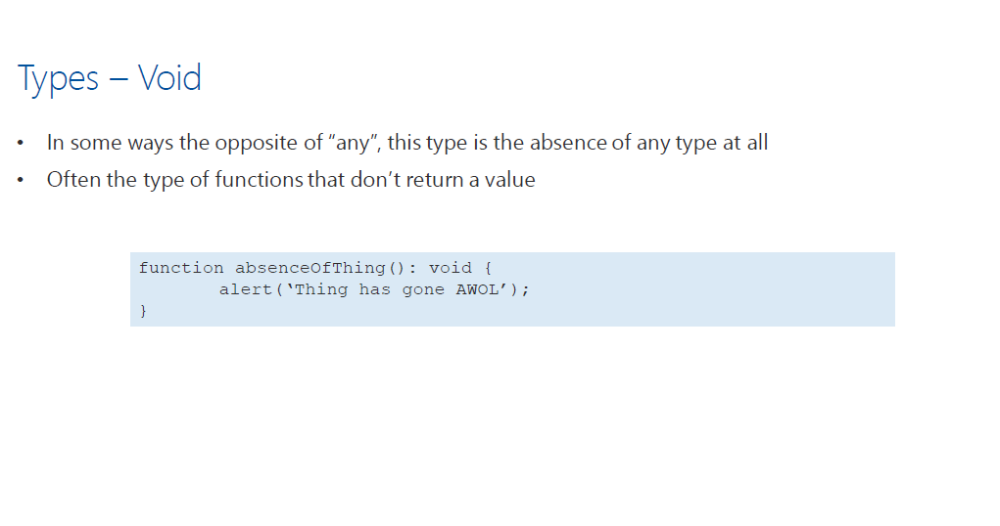 Types – Void
• In some ways the opposite of “any”, this type is the absence of any type at all
• Often the type of functions that don’t return a value
function absenceOfThing(): void {
alert(‘Thing has gone AWOL’);
}